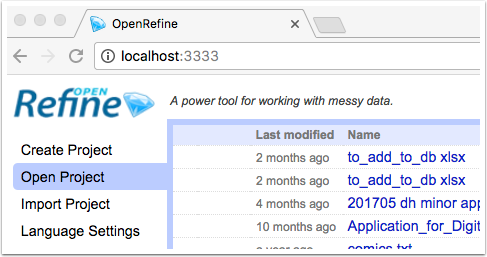 OpenRefine
localhost:3333
OPEN
Refine
A power tool for working with messy data.
Create Project
Open Project
Import Project
Language Settings
Last modified Name
2 months ago to_add_to_db xlsx
2 months ago to_add_to_db xlsx
4 months ago 201705 dh minor app
10 months ago Application_for_Digit
a year ago comics txt